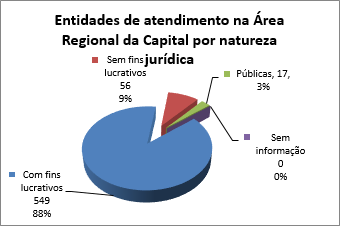 Entidades de atendimento na Área
Regional da Capital por natureza
jurídica
Sem fins
lucrativos
56
9%
Públicas, 17,
3%
Sem
informação
0
0%
Com fins
lucrativos
549
88%